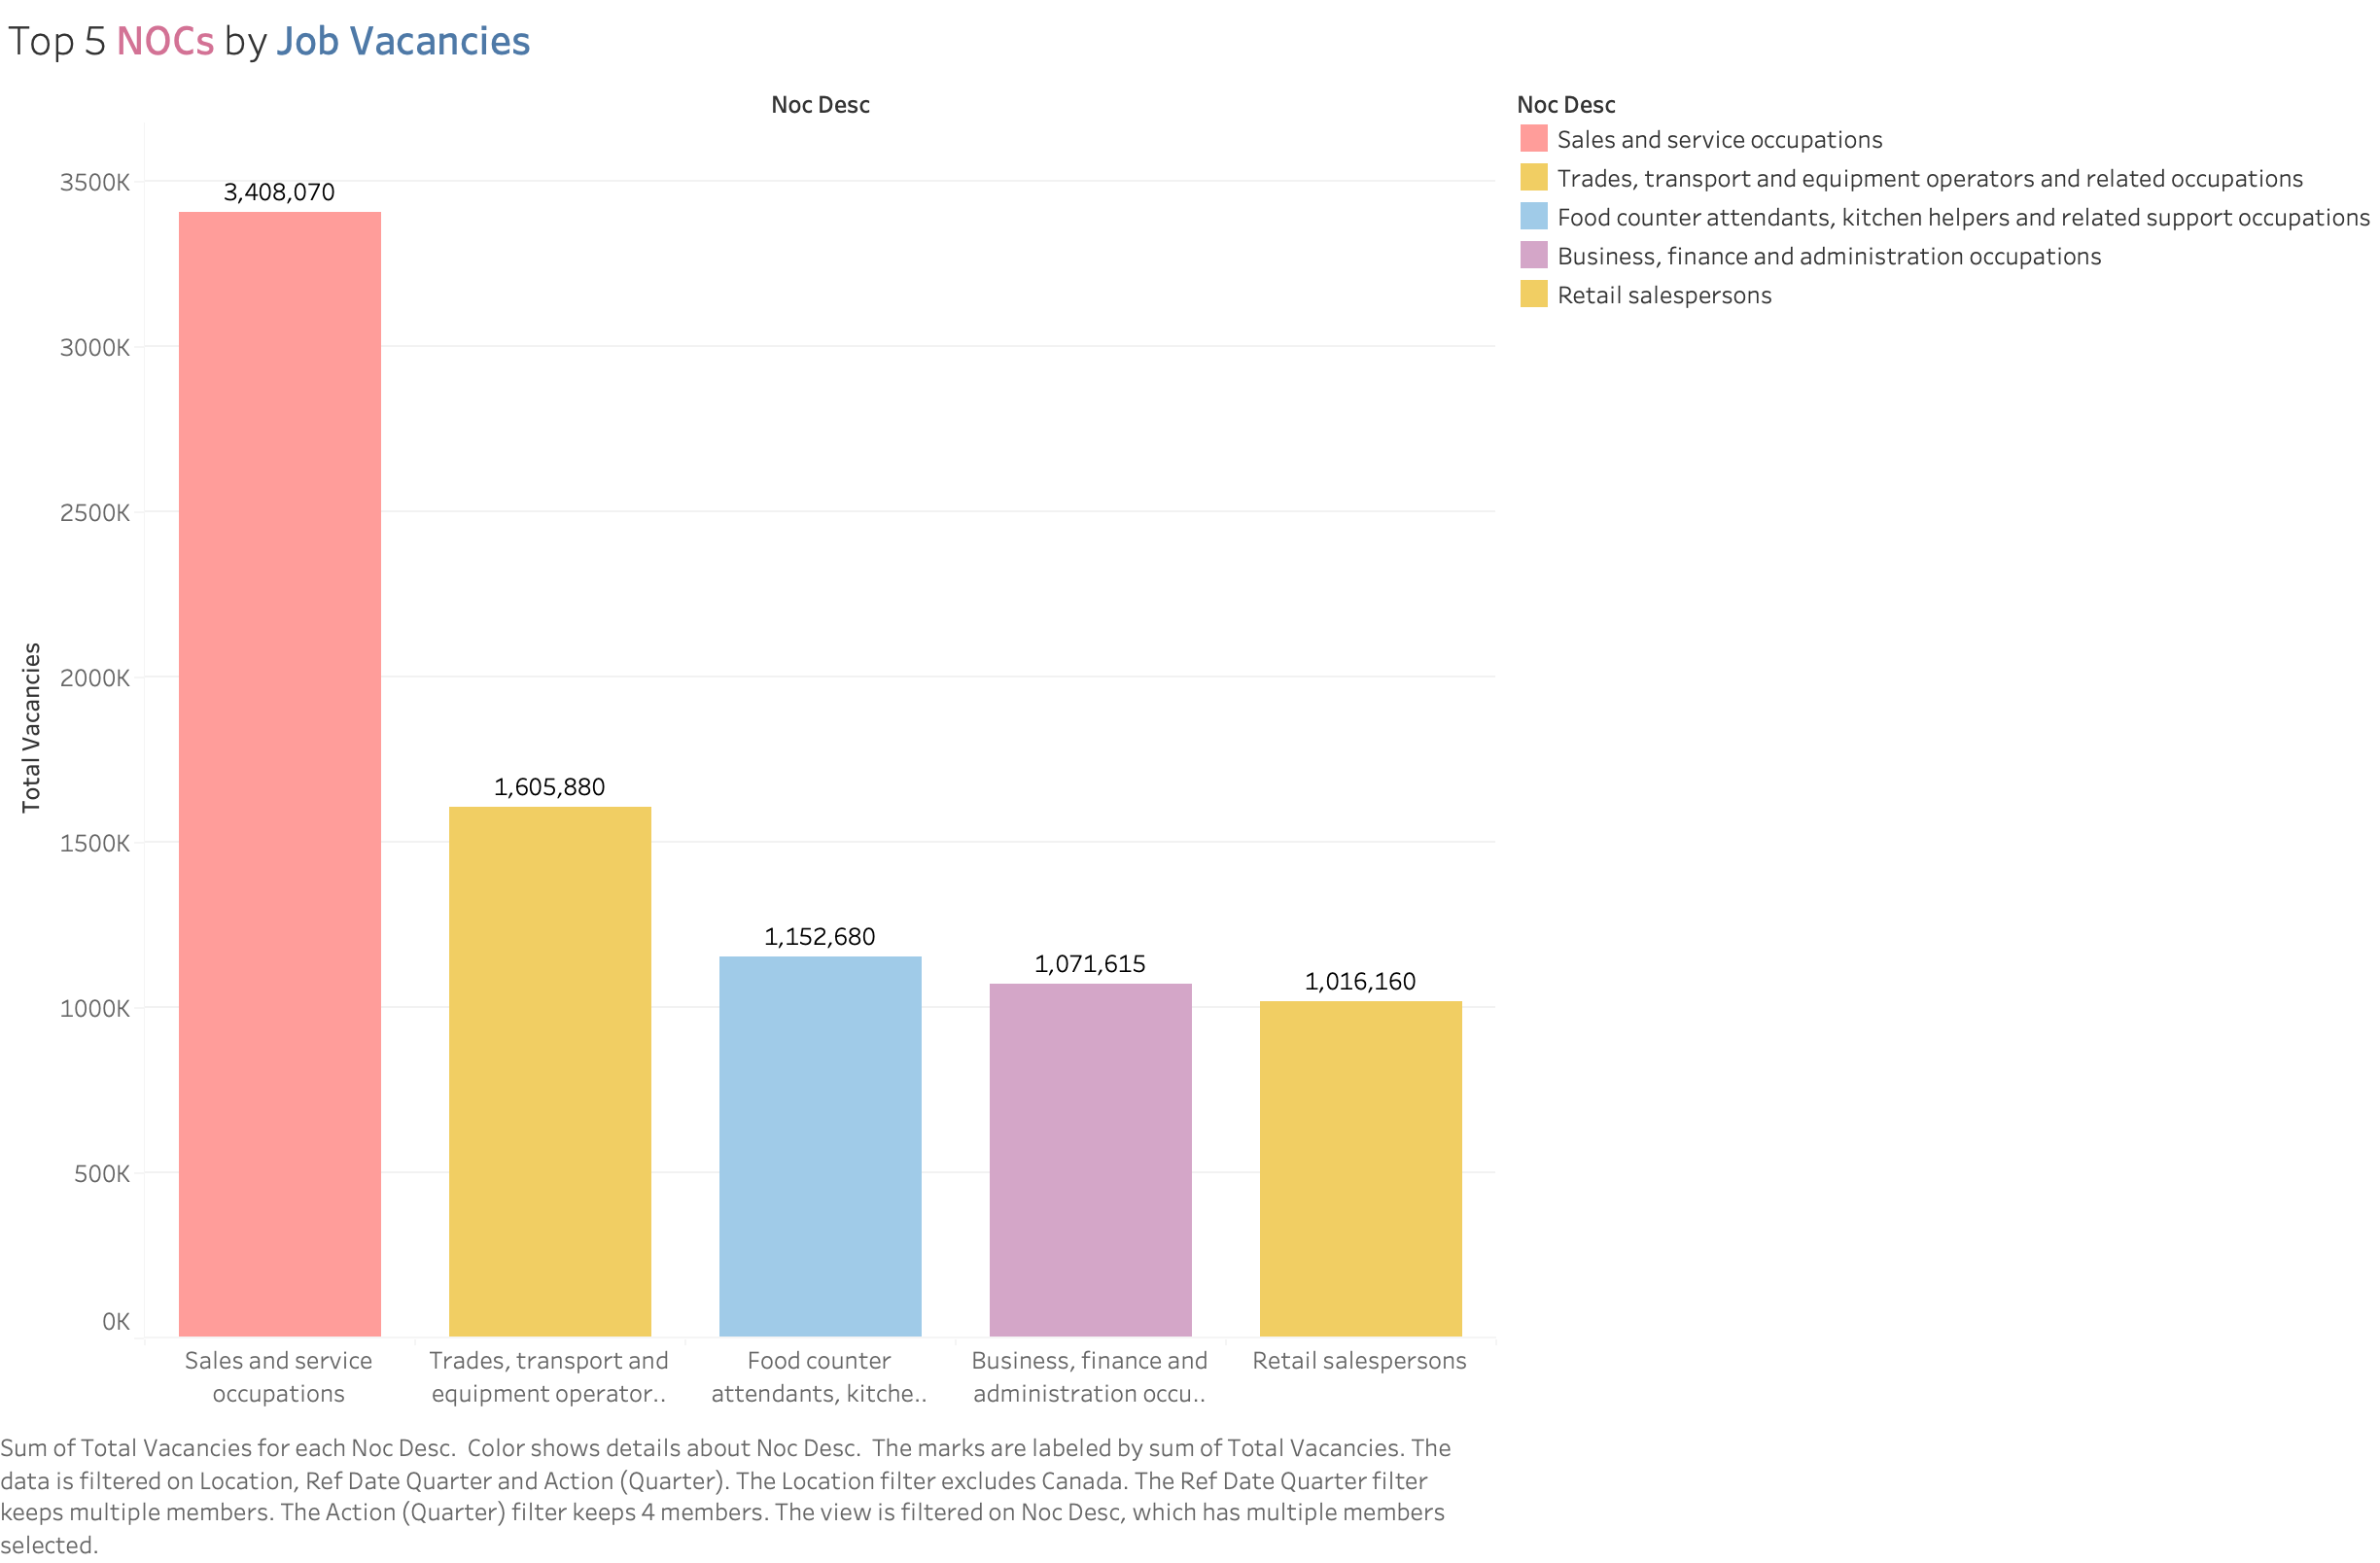 Top 5 NOCs by Job Vacancies
Noc Desc
3500K
3000K
2500K
2000K
1500K
1000K
500K
0K
Total Vacancies
3,408,070
1,605,880
1,152,680
1,071,615
1,016,160
Sales and service
occupations
Trades, transport and
equipment operator..
Food counter
attendants, kitche..
Business, finance and
administration occu..
Retail salespersons
Noc Desc
Sales and service occupations
Trades, transport and equipment operators and related occupations
Food counter attendants, kitchen helpers and related support occupations
Business, finance and administration occupations
Retail salespersons
Sum of Total Vacancies for each Noc Desc.  Color shows details about Noc Desc.  The marks are labeled by sum of Total Vacancies. The
data is filtered on Location, Ref Date Quarter and Action (Quarter). The Location filter excludes Canada. The Ref Date Quarter filter
keeps multiple members. The Action (Quarter) filter keeps 4 members. The view is filtered on Noc Desc, which has multiple members
selected.